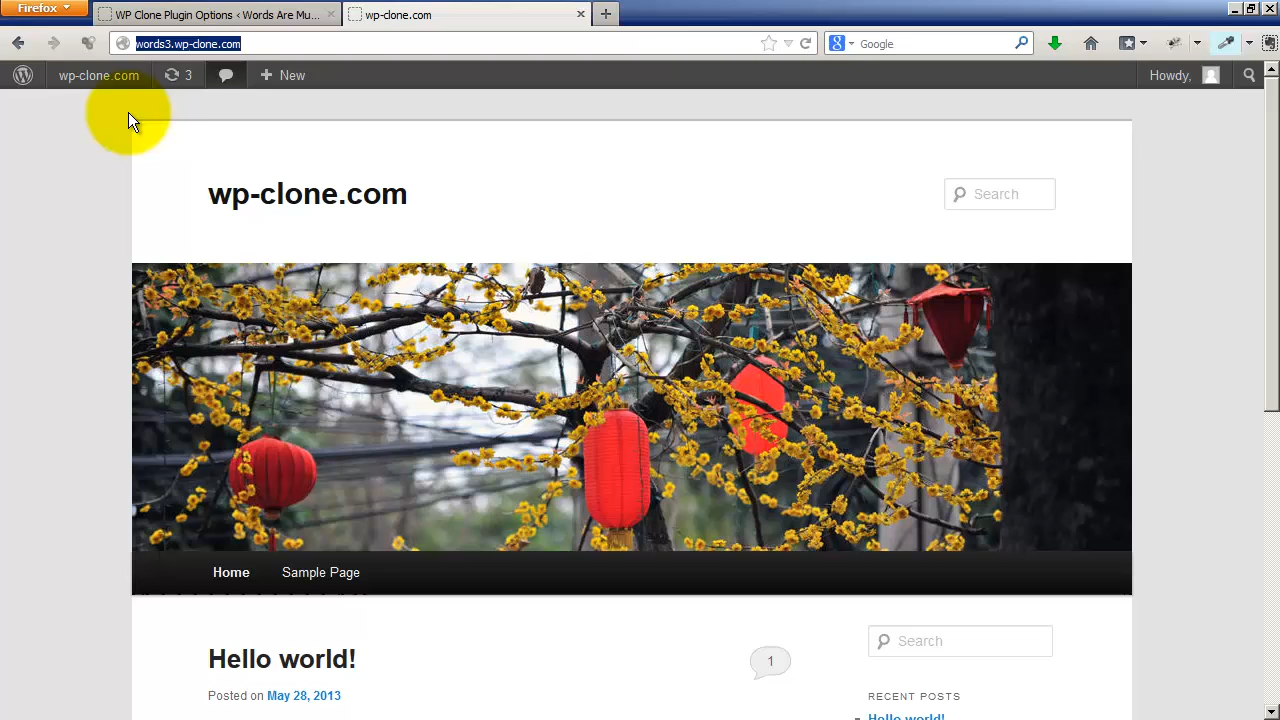 Firefox
WP Clone Plugin Options ‹ Words Are Mu...
wp-clone.com
words3.wp-clone.com
Google
wp-clone.com
3
New
Howdy,
wp-clone.com
Search
Home
Sample Page
Hello world!
1
Posted on May 28, 2013
Search
RECENT POSTS
Hello world!